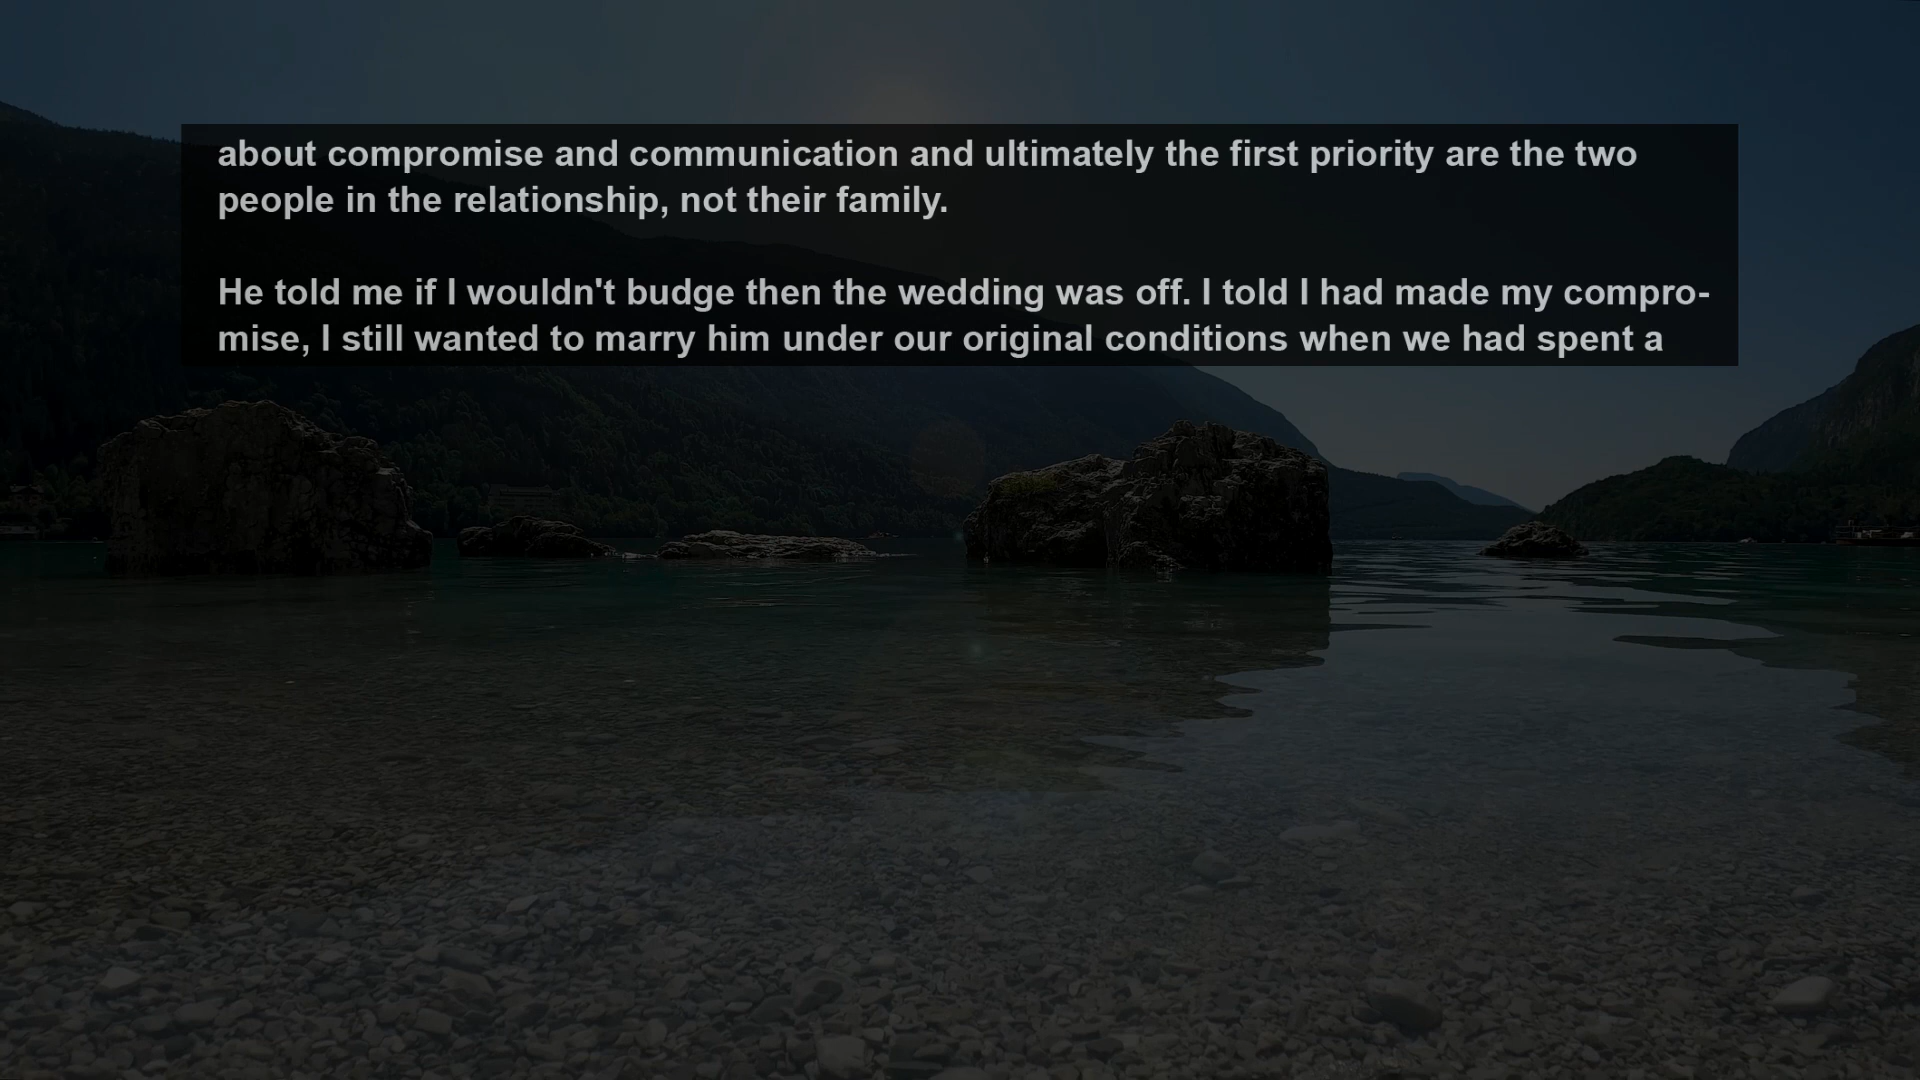 about compromise and communication and ultimately the first priority are the two
people in the relationship, not their family.
He told me if I wouldn't budge then the wedding was off. I told I had made my compro-
mise, I still wanted to marry him under our original conditions when we had spent a